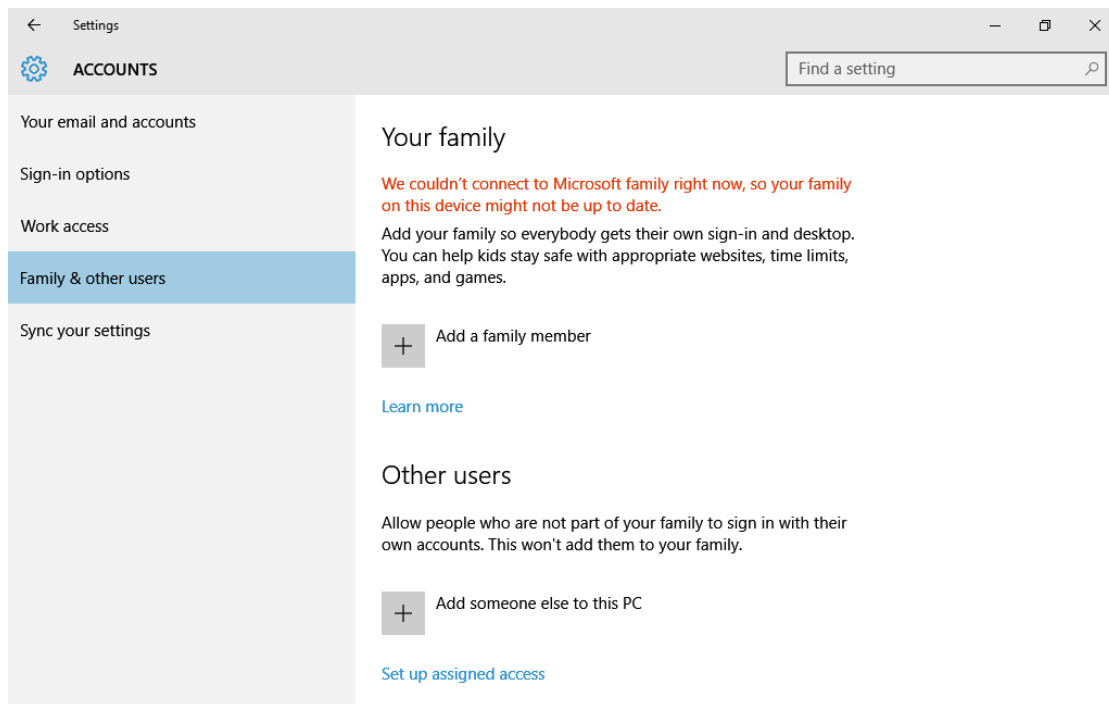 Settings
ACCOUNTS
Find a setting
Your email and accounts
Sign-in options
Work access
Family & other users
Sync your settings
Your family
We couldn't connect to Microsoft family right now, so your family
on this device might not be up to date.
Add your family so everybody gets their own sign-in and desktop.
You can help kids stay safe with appropriate websites, time limits,
apps, and games.
Add a family member
Learn more
Other users
Allow people who are not part of your family to sign in with their
own accounts. This won't add them to your family.
Add someone else to this PC
Set up assigned access